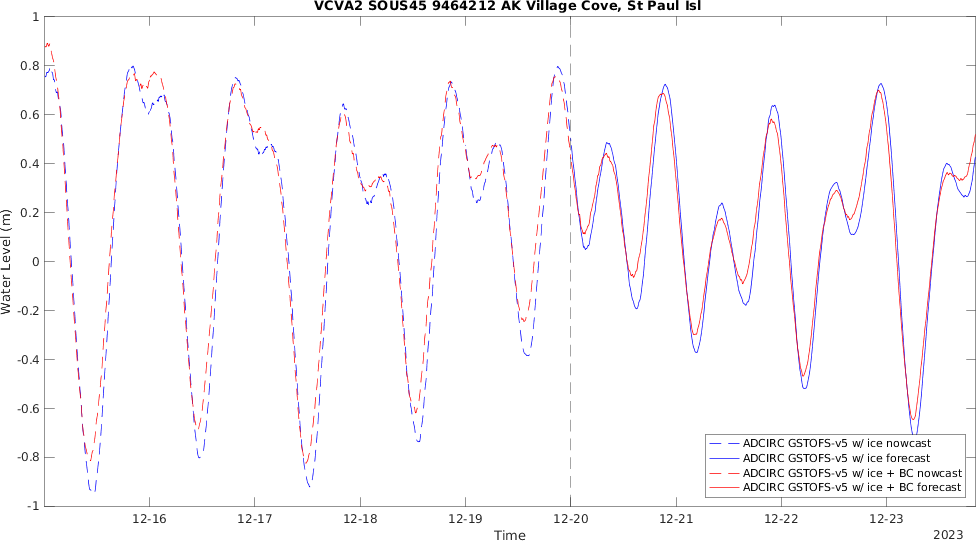 VCVA2 SOUS45 9464212 AK Village Cove, St Paul Isl
1
0.8
0.6
0.4
0.2
0
-0.2
-0.4
-0.6
-0.8
-1
Water Level (m)
ADCIRC GSTOFS-v5 w/ ice nowcast
ADCIRC GSTOFS-v5 w/ ice forecast
ADCIRC GSTOFS-v5 w/ ice + BC nowcast
ADCIRC GSTOFS-v5 w/ ice + BC forecast
12-16 12-17 12-18 12-19 12-20 12-21 12-22 12-23
Time
2023